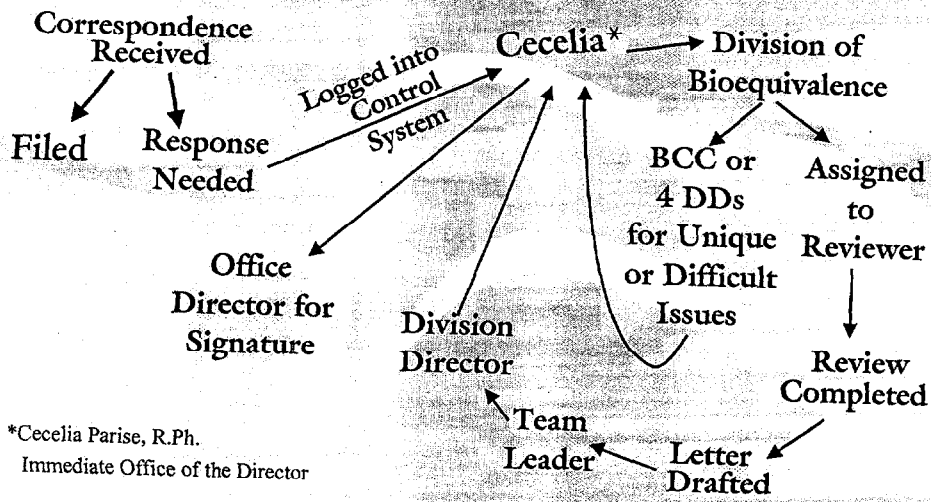 Correspondence
Received
Filed
Response
Needed
Logged into
Control
System
Cecelia*
Division of
Bioequivalence
BCC or
4 DDs
for Unique
or Difficult
Issues
Assigned
to
Reviewer
Review
Completed
Letter
Drafted
Team
Leader
Division
Director
Office
Director for
Signature
*Cecelia Parise, R.Ph.
Immediate Office of the Director